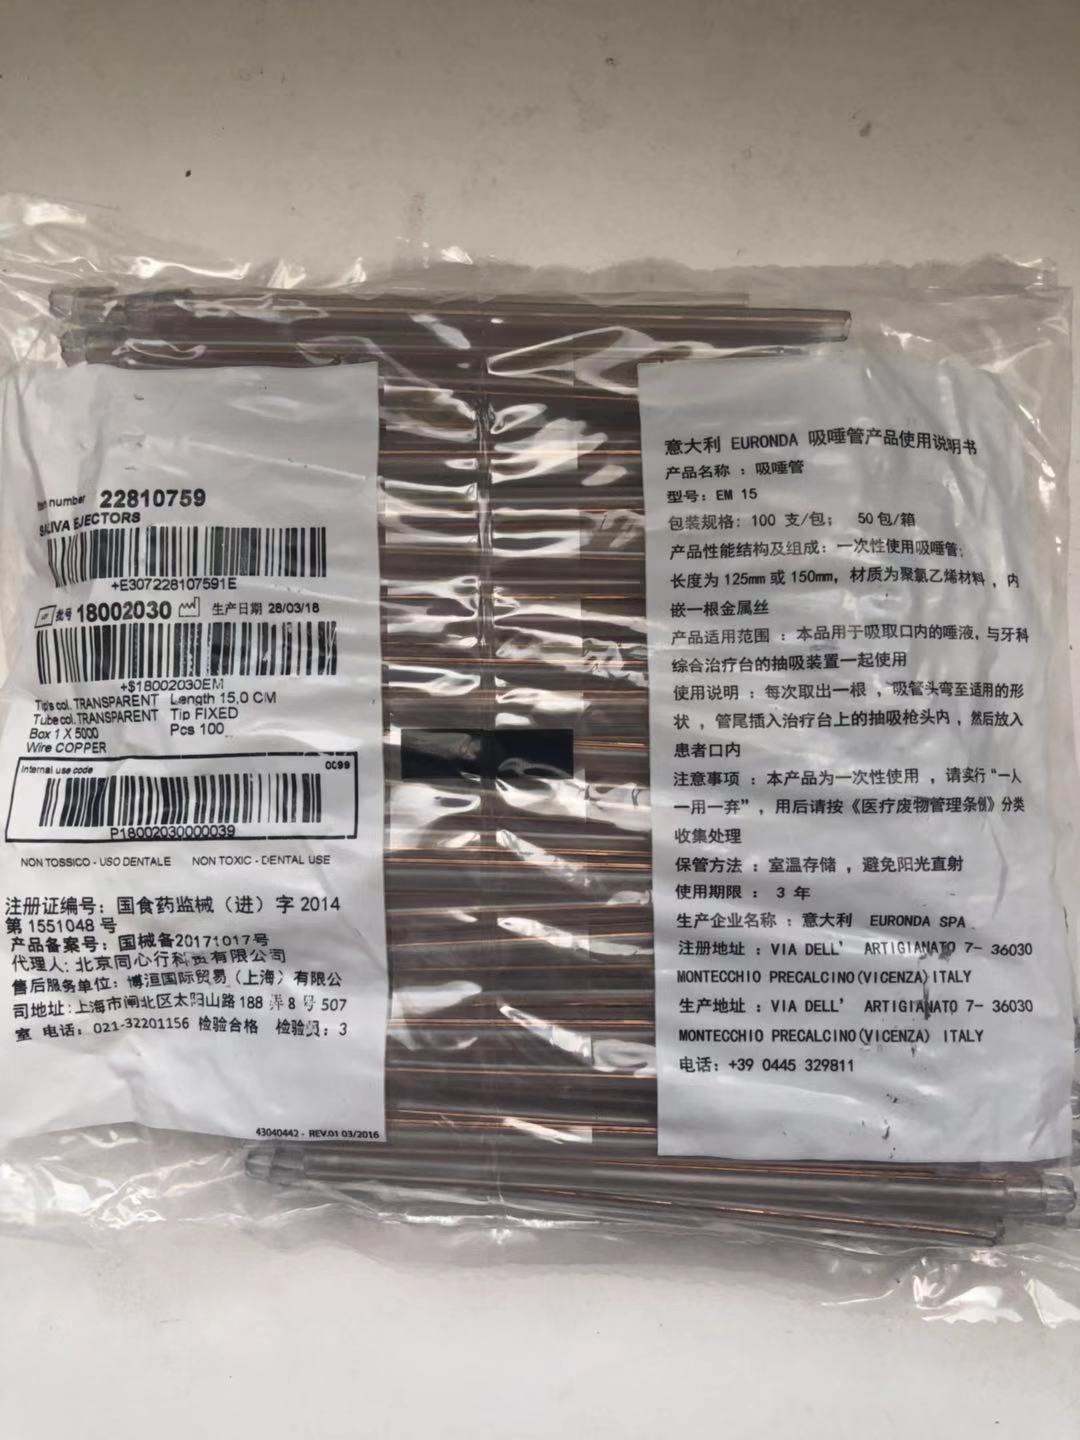 Item number 22810759
SALIVA EJECTORS
+E307228107591E
批号 18002030 生产日期 28/03/18
+$18002030EM
Tips col. TRANSPARENT Length 15,0 CM
Tube col. TRANSPARENT Tip FIXED
Box 1 X 5000 Pcs 100
Wire COPPER
Internal use code 0099
P18002030000039
NON TOSSICO - USO DENTALE NON TOXIC - DENTAL USE
注册证编号：国食药监械（进）字 2014
第 1551048 号
产品备案号：国械备20171017号
代理人：北京同心行科贸有限公司
售后服务单位：博洹国际贸易（上海）有限公
司地址：上海市闸北区太阳山路 188 弄 8 号 507
室 电话：021-32201156 检验合格 检验员：3
43040442 - REV.01 03/2016
意大利 EURONDA 吸唾管产品使用说明书
产品名称：吸唾管
型号：EM 15
包装规格：100 支/包； 50包/箱
产品性能结构及组成：一次性使用吸唾管；
长度为 125mm 或 150mm，材质为聚氯乙烯材料，内
嵌一根金属丝
产品适用范围：本品用于吸取口内的唾液，与牙科
综合治疗台的抽吸装置一起使用
使用说明：每次取出一根，吸管头弯至适用的形
状，管尾插入治疗台上的抽吸枪头内，然后放入
患者口内
注意事项：本产品为一次性使用，请实行“一人
一用一弃”，用后请按《医疗废物管理条例》分类
收集处理
保管方法：室温存储，避免阳光直射
使用期限：3 年
生产企业名称：意大利 EURONDA SPA
注册地址：VIA DELL' ARTIGIANATO 7- 36030
MONTECCHIO PRECALCINO(VICENZA) ITALY
生产地址：VIA DELL' ARTIGIANATO 7- 36030
MONTECCHIO PRECALCINO(VICENZA) ITALY
电话：+39 0445 329811